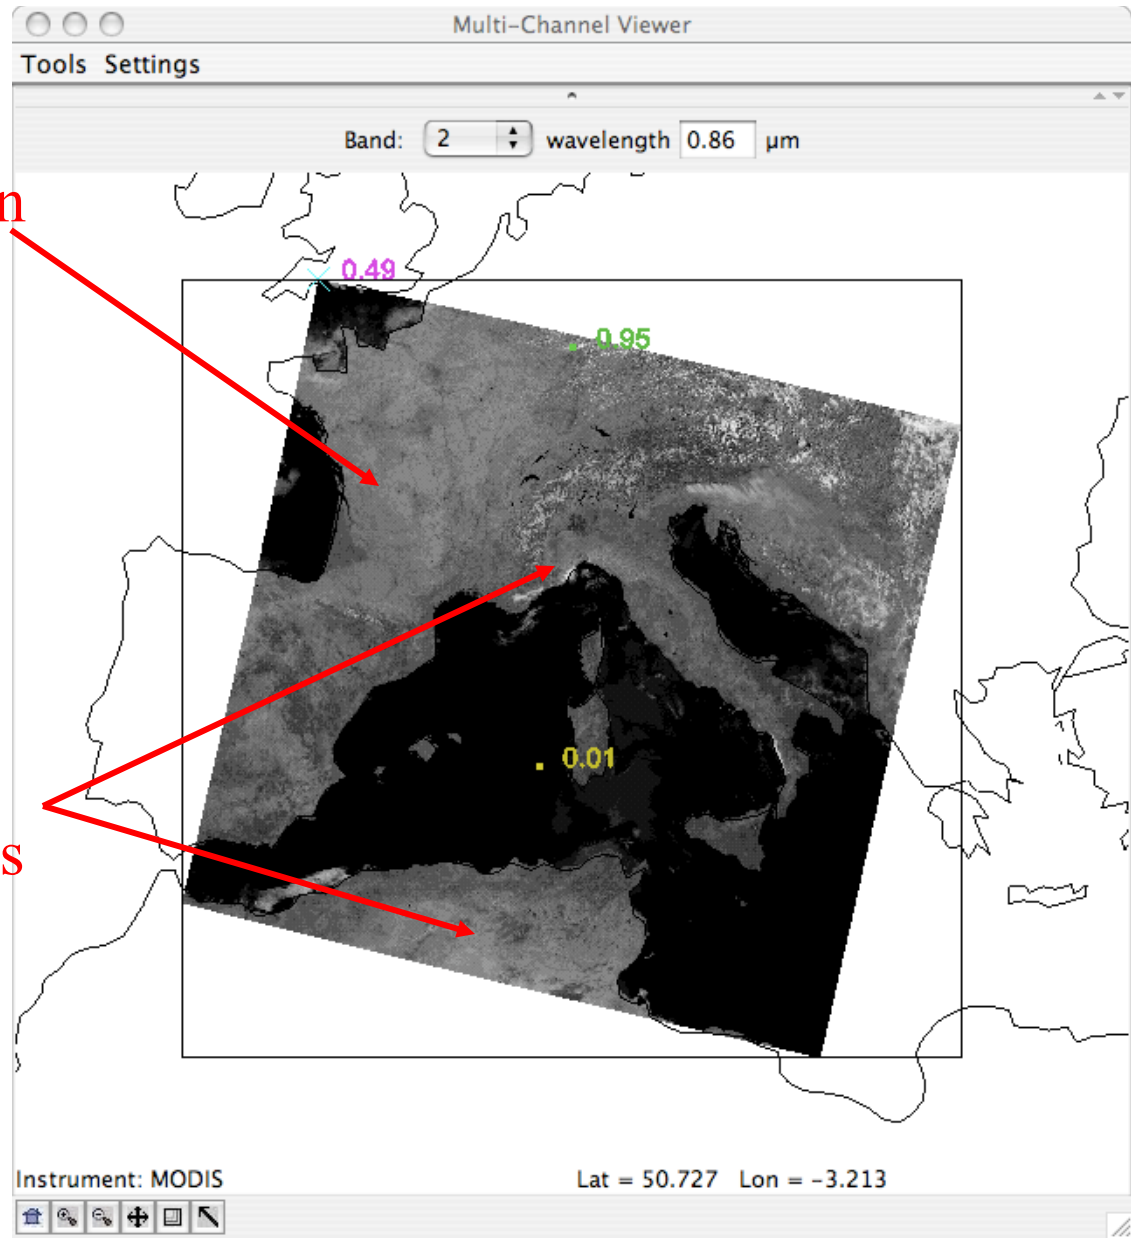 Multi-Channel Viewer
Tools Settings
Band: 2 wavelength 0.86 µm
n
0.49
0.95
0.01
s
Instrument: MODIS Lat = 50.727 Lon = -3.213